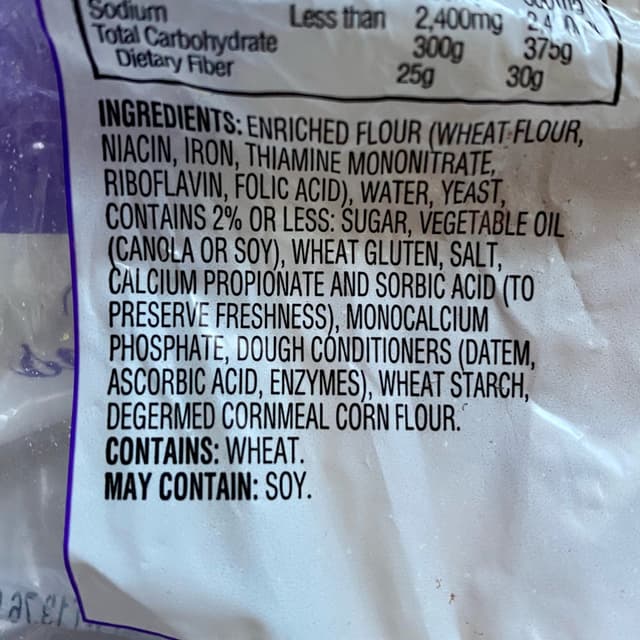 Sodium Less than 2,400mg
Total Carbohydrate 300g 375g
Dietary Fiber 25g 30g
INGREDIENTS: ENRICHED FLOUR (WHEAT FLOUR,
NIACIN, IRON, THIAMINE MONONITRATE,
RIBOFLAVIN, FOLIC ACID), WATER, YEAST,
CONTAINS 2% OR LESS: SUGAR, VEGETABLE OIL
(CANOLA OR SOY), WHEAT GLUTEN, SALT,
CALCIUM PROPIONATE AND SORBIC ACID (TO
PRESERVE FRESHNESS), MONOCALCIUM
PHOSPHATE, DOUGH CONDITIONERS (DATEM,
ASCORBIC ACID, ENZYMES), WHEAT STARCH,
DEGERMED CORNMEAL CORN FLOUR.
CONTAINS: WHEAT.
MAY CONTAIN: SOY.